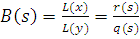 B(s) = L(x)/L(y) = r(s)/q(s)